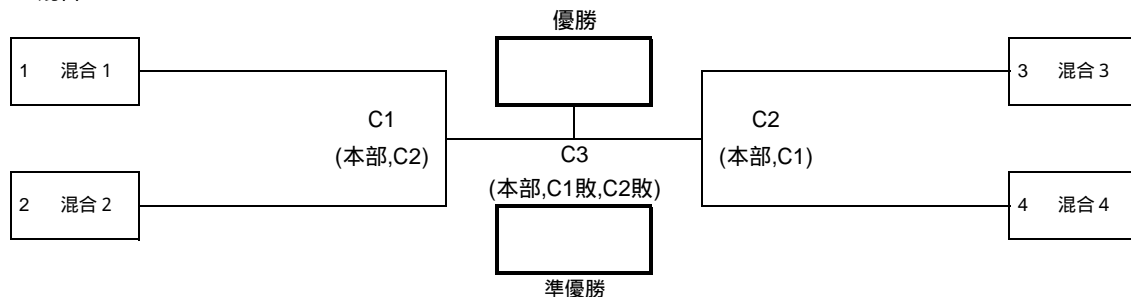 優勝
1 混合1
3 混合3
C1
C2
(本部,C2)
C3
(本部,C1)
(本部,C1敗,C2敗)
2 混合2
4 混合4
準優勝